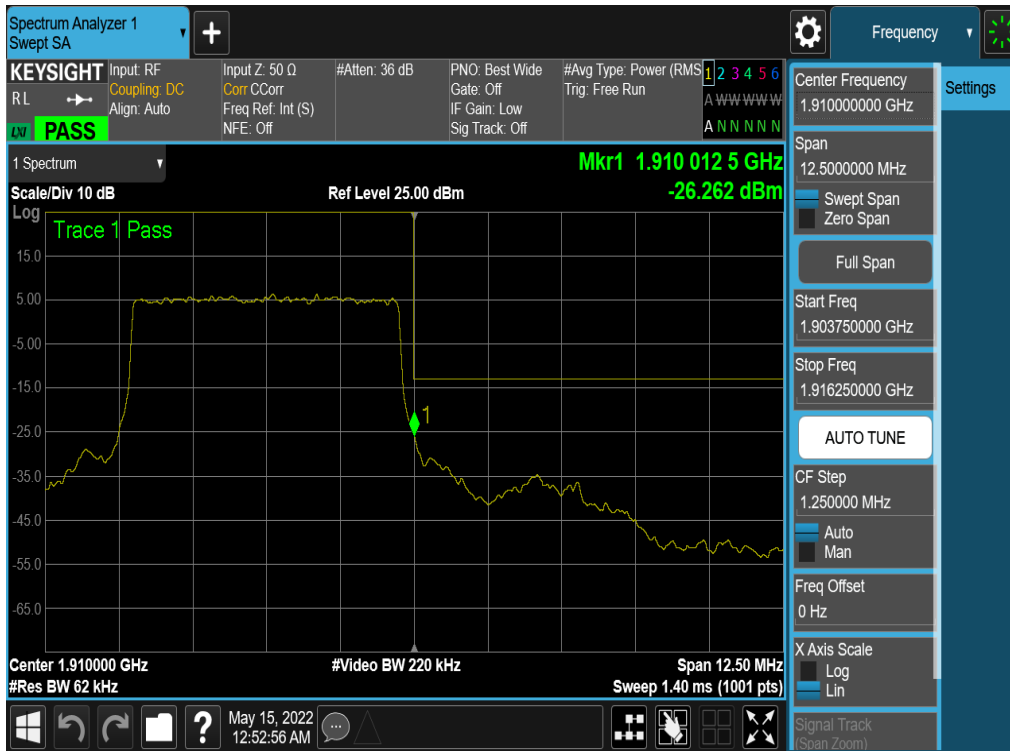 Spectrum Analyzer 1
Swept SA
+
Frequency
KEYSIGHT
RL
LXI
PASS
Input: RF
Coupling: DC
Align: Auto
Input Z: 50 Ω
Corr CCorr
Freq Ref: Int (S)
NFE: Off
#Atten: 36 dB
PNO: Best Wide
Gate: Off
IF Gain: Low
Sig Track: Off
#Avg Type: Power (RMS
Trig: Free Run
1 2 3 4 5 6
A W W W W W
A N N N N N
1 Spectrum
Mkr1 1.910 012 5 GHz
Scale/Div 10 dB
Ref Level 25.00 dBm
-26.262 dBm
Log
Trace 1 Pass
15.0
5.00
-5.00
-15.0
1
-25.0
-35.0
-45.0
-55.0
-65.0
Center 1.910000 GHz
#Video BW 220 kHz
Span 12.50 MHz
#Res BW 62 kHz
Sweep 1.40 ms (1001 pts)
?
May 15, 2022
12:52:56 AM
Center Frequency
1.910000000 GHz
Settings
Span
12.5000000 MHz
Swept Span
Zero Span
Full Span
Start Freq
1.903750000 GHz
Stop Freq
1.916250000 GHz
AUTO TUNE
CF Step
1.250000 MHz
Auto
Man
Freq Offset
0 Hz
X Axis Scale
Log
Lin
Signal Track
(Span Zoom)